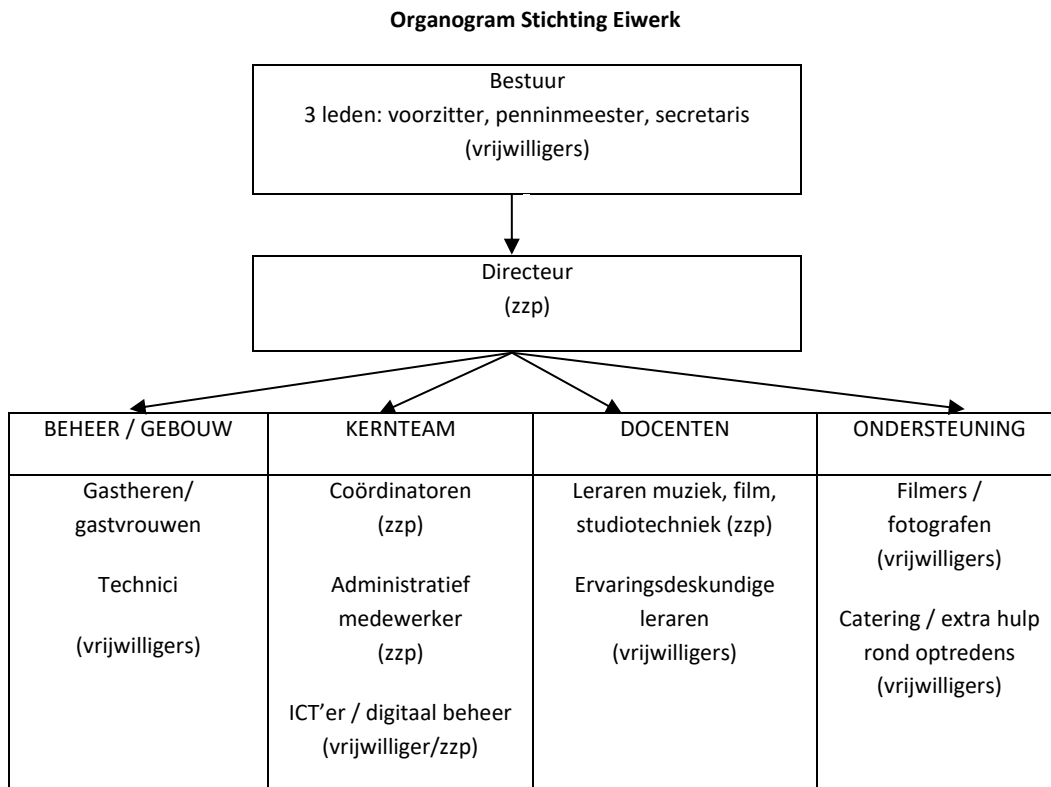 Organogram Stichting Eiwerk
Bestuur
3 leden: voorzitter, penninmeester, secretaris
(vrijwilligers)
Directeur
(zzp)
BEHEER / GEBOUW
KERNTEAM
DOCENTEN
ONDERSTEUNING
Gastheren/
gastvrouwen
Technici
(vrijwilligers)
Coördinatoren
(zzp)
Administratief
medewerker
(zzp)
ICT’er / digitaal beheer
(vrijwilliger/zzp)
Leraren muziek, film,
studiotechniek (zzp)
Ervaringsdeskundige
leraren
(vrijwilligers)
Filmers /
fotografen
(vrijwilligers)
Catering / extra hulp
rond optredens
(vrijwilligers)